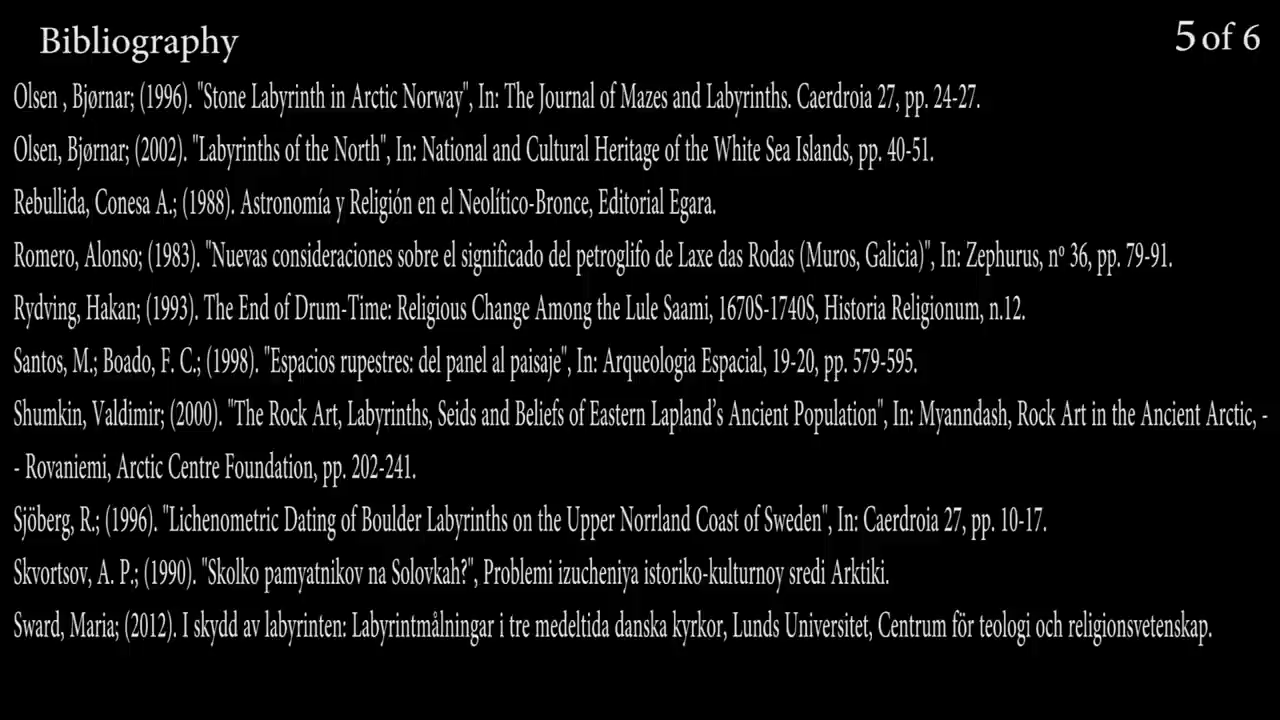 Bibliography
5 of 6
Olsen , Bjørnar; (1996). "Stone Labyrinth in Arctic Norway", In: The Journal of Mazes and Labyrinths. Caerdroia 27, pp. 24-27.
Olsen, Bjørnar; (2002). "Labyrinths of the North", In: National and Cultural Heritage of the White Sea Islands, pp. 40-51.
Rebullida, Conesa A.; (1988). Astronomía y Religión en el Neolítico-Bronce, Editorial Egara.
Romero, Alonso; (1983). "Nuevas consideraciones sobre el significado del petroglifo de Laxe das Rodas (Muros, Galicia)", In: Zephurus, nº 36, pp. 79-91.
Rydving, Hakan; (1993). The End of Drum-Time: Religious Change Among the Lule Saami, 1670S-1740S, Historia Religionum, n.12.
Santos, M.; Boado, F. C.; (1998). "Espacios rupestres: del panel al paisaje", In: Arqueologia Espacial, 19-20, pp. 579-595.
Shumkin, Valdimir; (2000). "The Rock Art, Labyrinths, Seids and Beliefs of Eastern Lapland’s Ancient Population", In: Myanndash, Rock Art in the Ancient Arctic, -
- Rovaniemi, Arctic Centre Foundation, pp. 202-241.
Sjöberg, R.; (1996). "Lichenometric Dating of Boulder Labyrinths on the Upper Norrland Coast of Sweden", In: Caerdroia 27, pp. 10-17.
Skvortsov, A. P.; (1990). "Skolko pamyatnikov na Solovkah?", Problemi izucheniya istoriko-kulturnoy sredi Arktiki.
Sward, Maria; (2012). I skydd av labyrinten: Labyrintmålningar i tre medeltida danska kyrkor, Lunds Universitet, Centrum för teologi och religionsvetenskap.